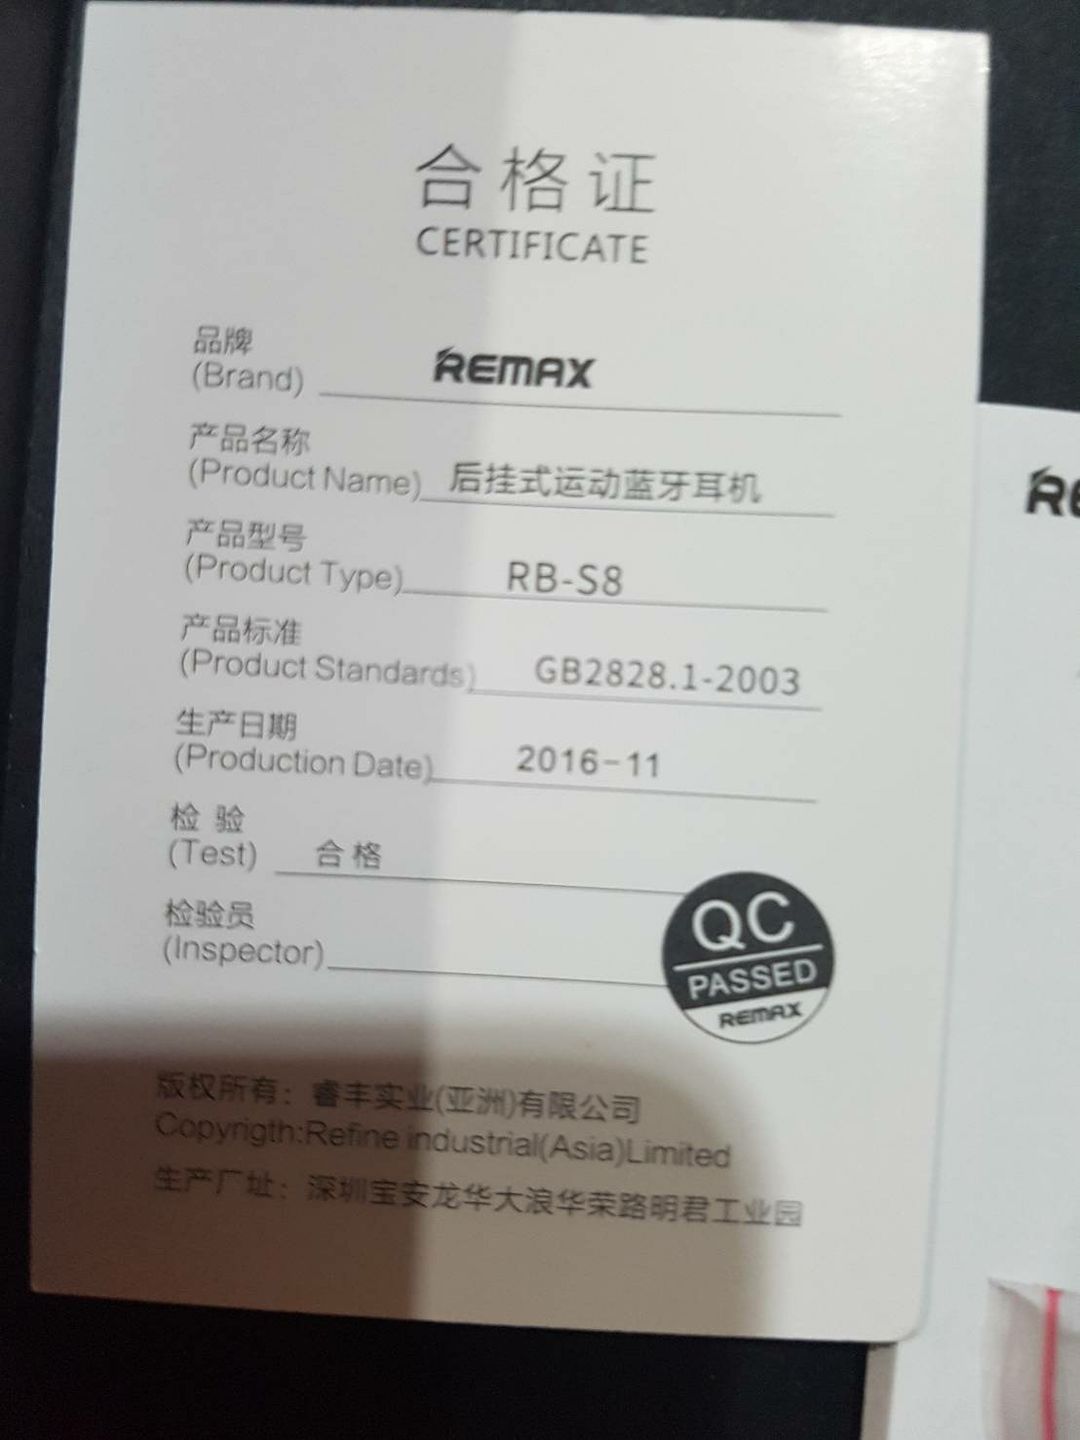 合格证
CERTIFICATE
品牌
(Brand) REMAX
产品名称
(Product Name) 后挂式运动蓝牙耳机
产品型号
(Product Type) RB-S8
产品标准
(Product Standards) GB2828.1-2003
生产日期
(Production Date) 2016-11
检 验
(Test) 合格
检验员
(Inspector)
QC
PASSED
REMAX
版权所有：睿丰实业(亚洲)有限公司
Copyrigth:Refine industrial(Asia)Limited
生产厂址：深圳宝安龙华大浪华荣路明君工业园